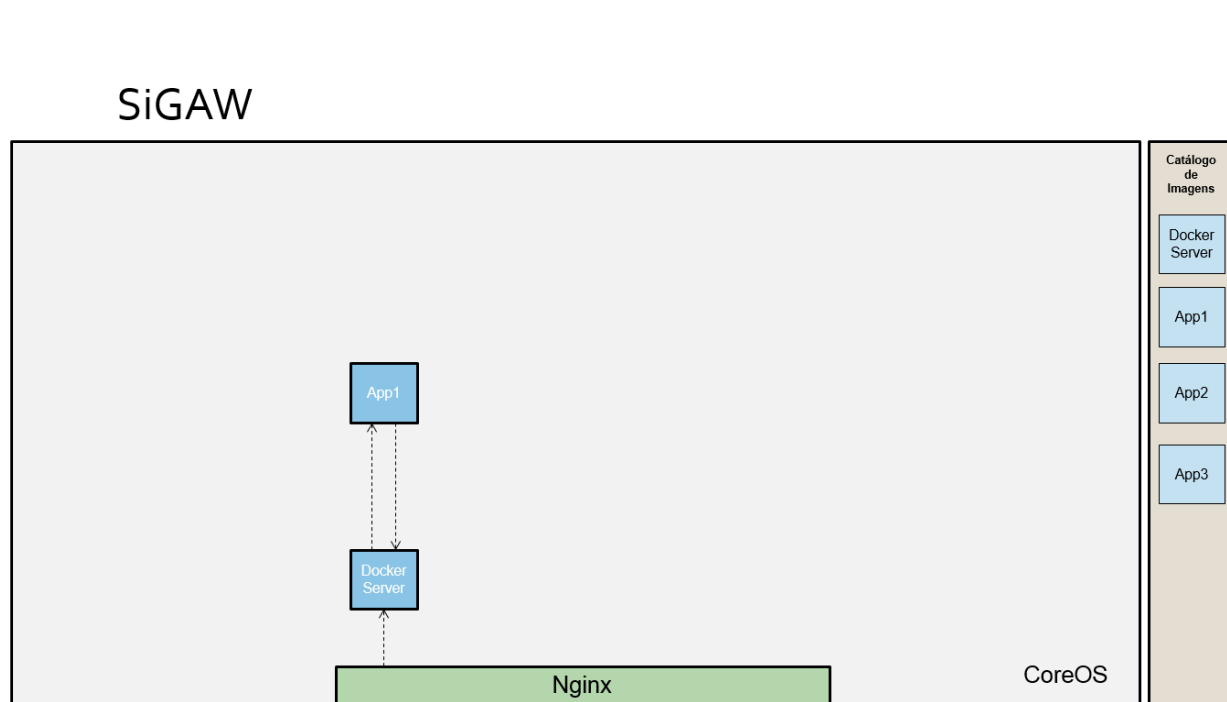 SiGAW
App1
Docker
Server
Nginx
CoreOS
Catálogo
de
Imagens
Docker
Server
App1
App2
App3